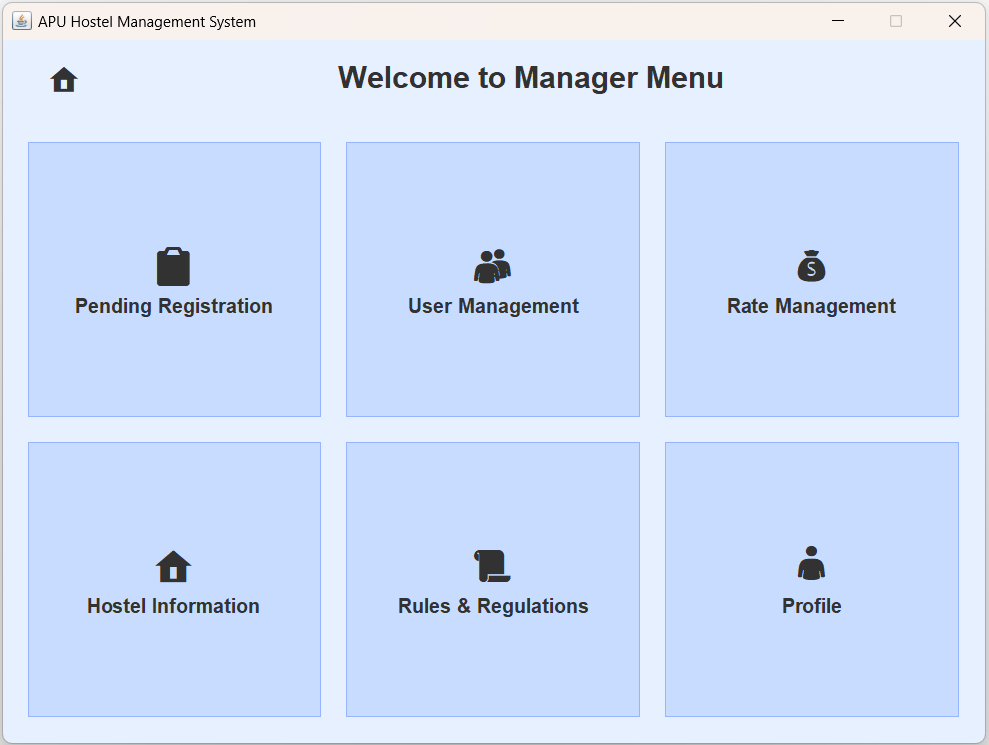 APU Hostel Management System
Welcome to Manager Menu
Pending Registration
User Management
S
Rate Management
Hostel Information
Rules & Regulations
Profile